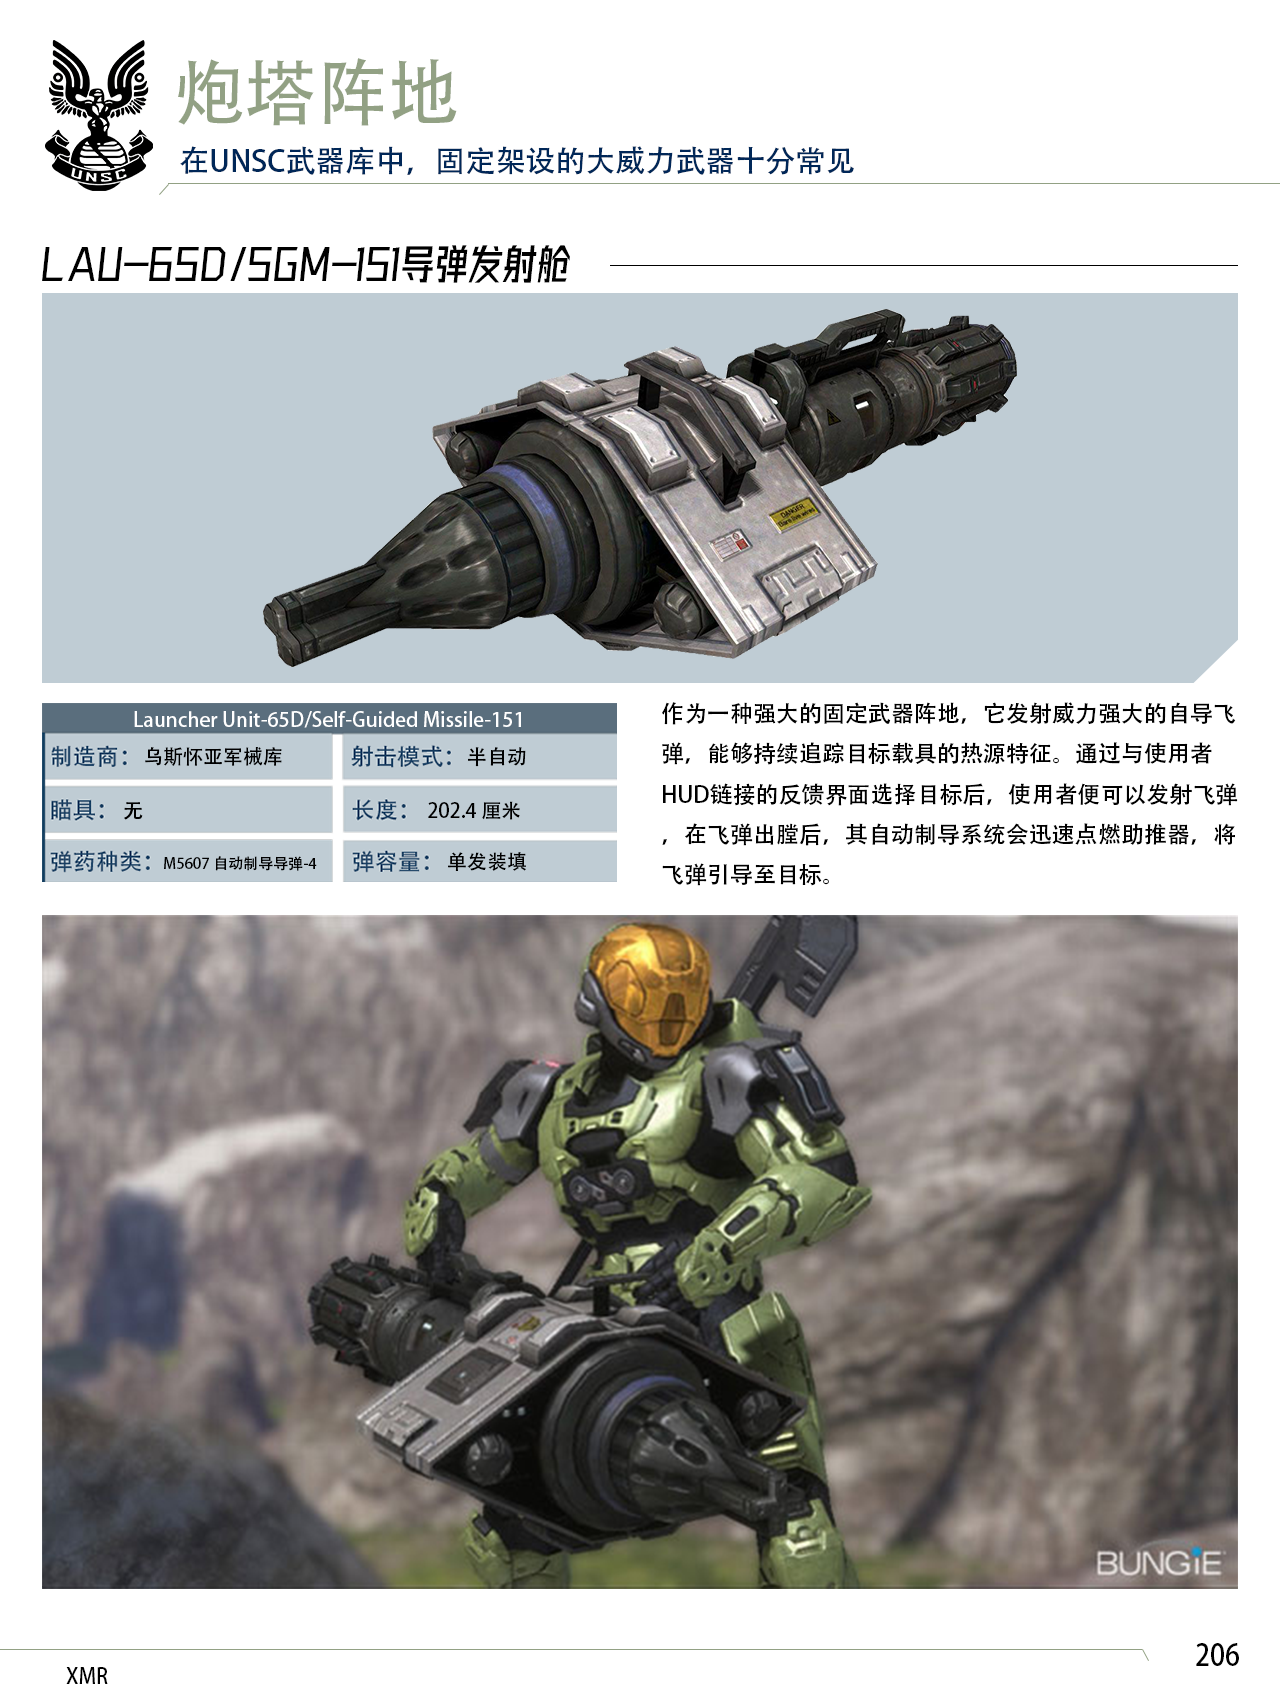 UNSC
炮塔阵地
在UNSC武器库中，固定架设的大威力武器十分常见
LAU-65D/SGM-151导弹发射舱
DANGER
Launcher Unit-65D/Self-Guided Missile-151
制造商： 乌斯怀亚军械库
射击模式： 半自动
瞄具： 无
长度： 202.4 厘米
弹药种类： M5607 自动制导导弹-4
弹容量： 单发装填
作为一种强大的固定武器阵地，它发射威力强大的自导飞
弹，能够持续追踪目标载具的热源特征。通过与使用者
HUD链接的反馈界面选择目标后，使用者便可以发射飞弹
，在飞弹出膛后，其自动制导系统会迅速点燃助推器，将
飞弹引导至目标。
BUNGiE
206
XMR